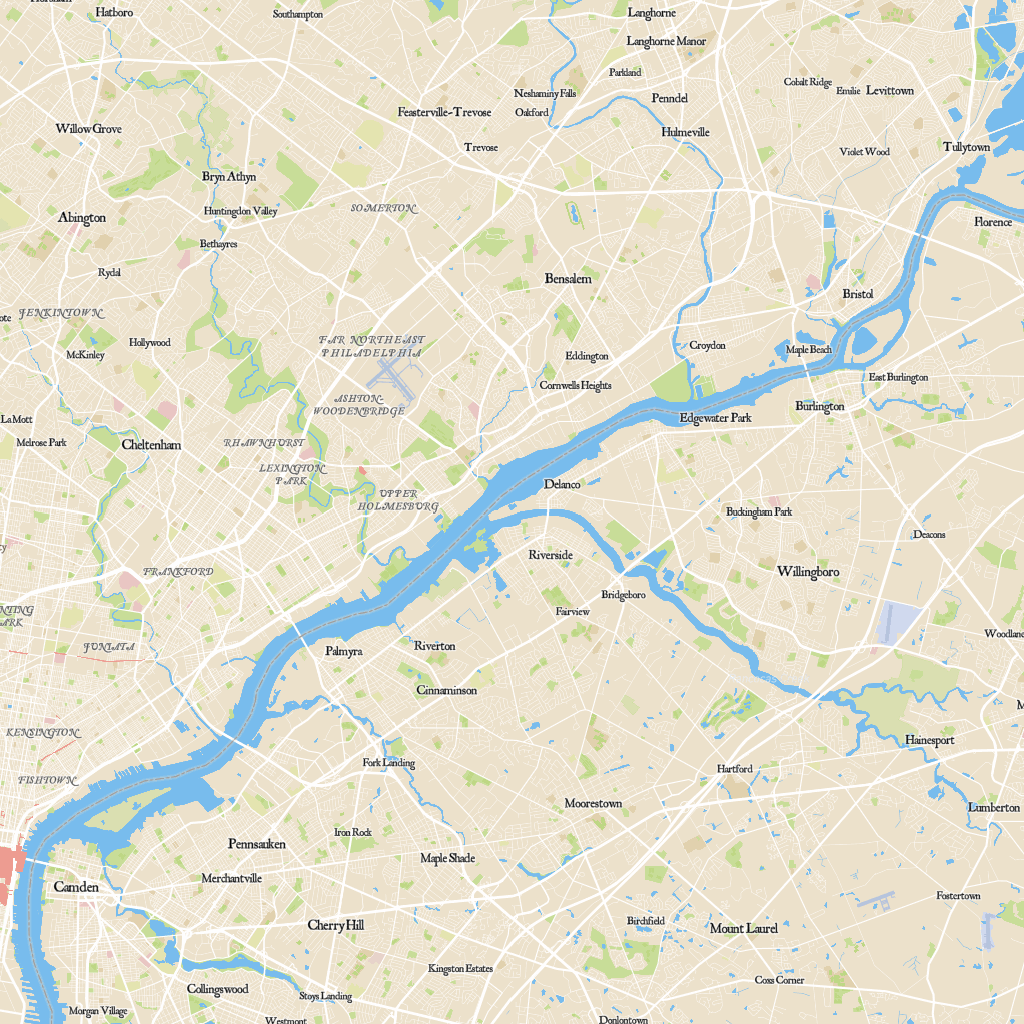 Hatboro
Southampton
Langhorne
Langhorne Manor
Parkland
Cobalt Ridge
Emilie
Levittown
Neshaminy Falls
Penndel
Feasterville-Trevose
Oakford
Willow Grove
Hulmeville
Trevose
Violet Wood
Tullytown
Bryn Athyn
Huntingdon Valley
SOMERTON
Abington
Florence
Bethayres
Rydal
Bensalem
Bristol
JENKINTOWN
FAR NORTHEAST
PHILADELPHIA
Hollywood
McKinley
Eddington
Croydon
Maple Beach
Cornwells Heights
East Burlington
ASHTON-
WOODENBRIDGE
Burlington
La Mott
Edgewater Park
Melrose Park
Cheltenham
RHAWNHURST
LEXINGTON
PARK
Delanco
UPPER
HOLMESBURG
Buckingham Park
Deacons
Riverside
FRANKFORD
Willingboro
Bridgeboro
Fairview
JUNIATA
Palmyra
Riverton
Cinnaminson
KENSINGTON
Hainesport
Fork Landing
Hartford
FISHTOWN
Moorestown
Lumberton
Iron Rock
Pennsauken
Maple Shade
Merchantville
Camden
Fostertown
Cherry Hill
Birchfield
Mount Laurel
Kingston Estates
Coxs Corner
Collingswood
Stoys Landing
Morgan Village
Westmont
Donlontown